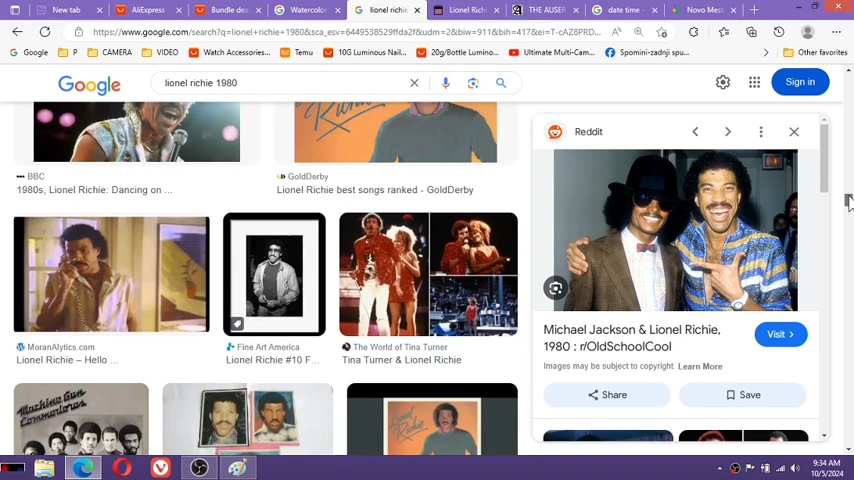 New tab
AliExpress
Bundle dea
Watercolo
lionel richie
Lionel Rich
THE AUSER
date time -
Novo Mest
https://www.google.com/search?q=lionel+richie+1980&sca_esv=6449538529ffda2f&udm=2&biw=911&bih=417&ei=T-cAZ8PRD...
Google
P
CAMERA
VIDEO
Watch Accessories...
Temu
10G Luminous Nail...
20g/Bottle Lumino...
Ultimate Multi-Cam...
Spomini-zadnji spu...
Other favorites
Google
lionel richie 1980
Sign in
BBC
1980s, Lionel Richie: Dancing on ...
GoldDerby
Lionel Richie best songs ranked - GoldDerby
MoranAlytics.com
Lionel Richie – Hello ...
Fine Art America
Lionel Richie #10 F...
The World of Tina Turner
Tina Turner & Lionel Richie
Machine Gun
Commodores
Lionel
Richie
Reddit
Michael Jackson & Lionel Richie,
1980 : r/OldSchoolCool
Visit
Images may be subject to copyright. Learn More
Share
Save
9:34 AM
10/5/2024